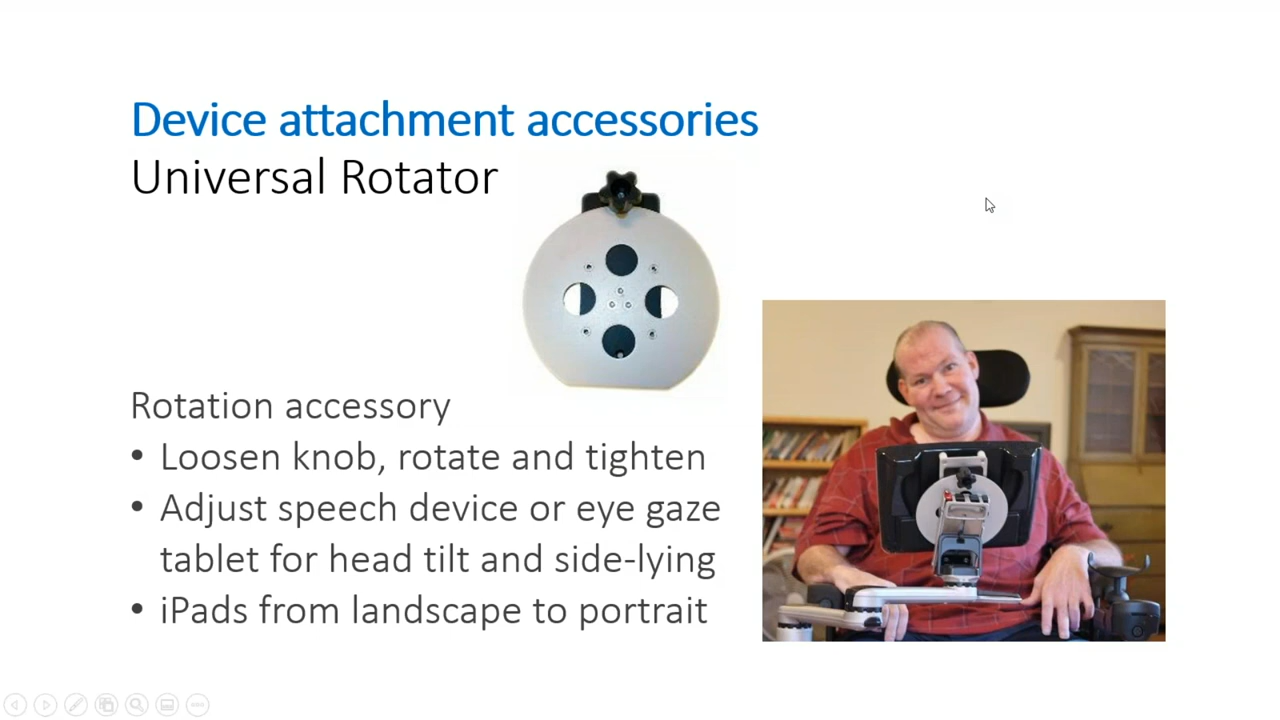 Device attachment accessories
Universal Rotator
Rotation accessory
• Loosen knob, rotate and tighten
• Adjust speech device or eye gaze
tablet for head tilt and side-lying
• iPads from landscape to portrait